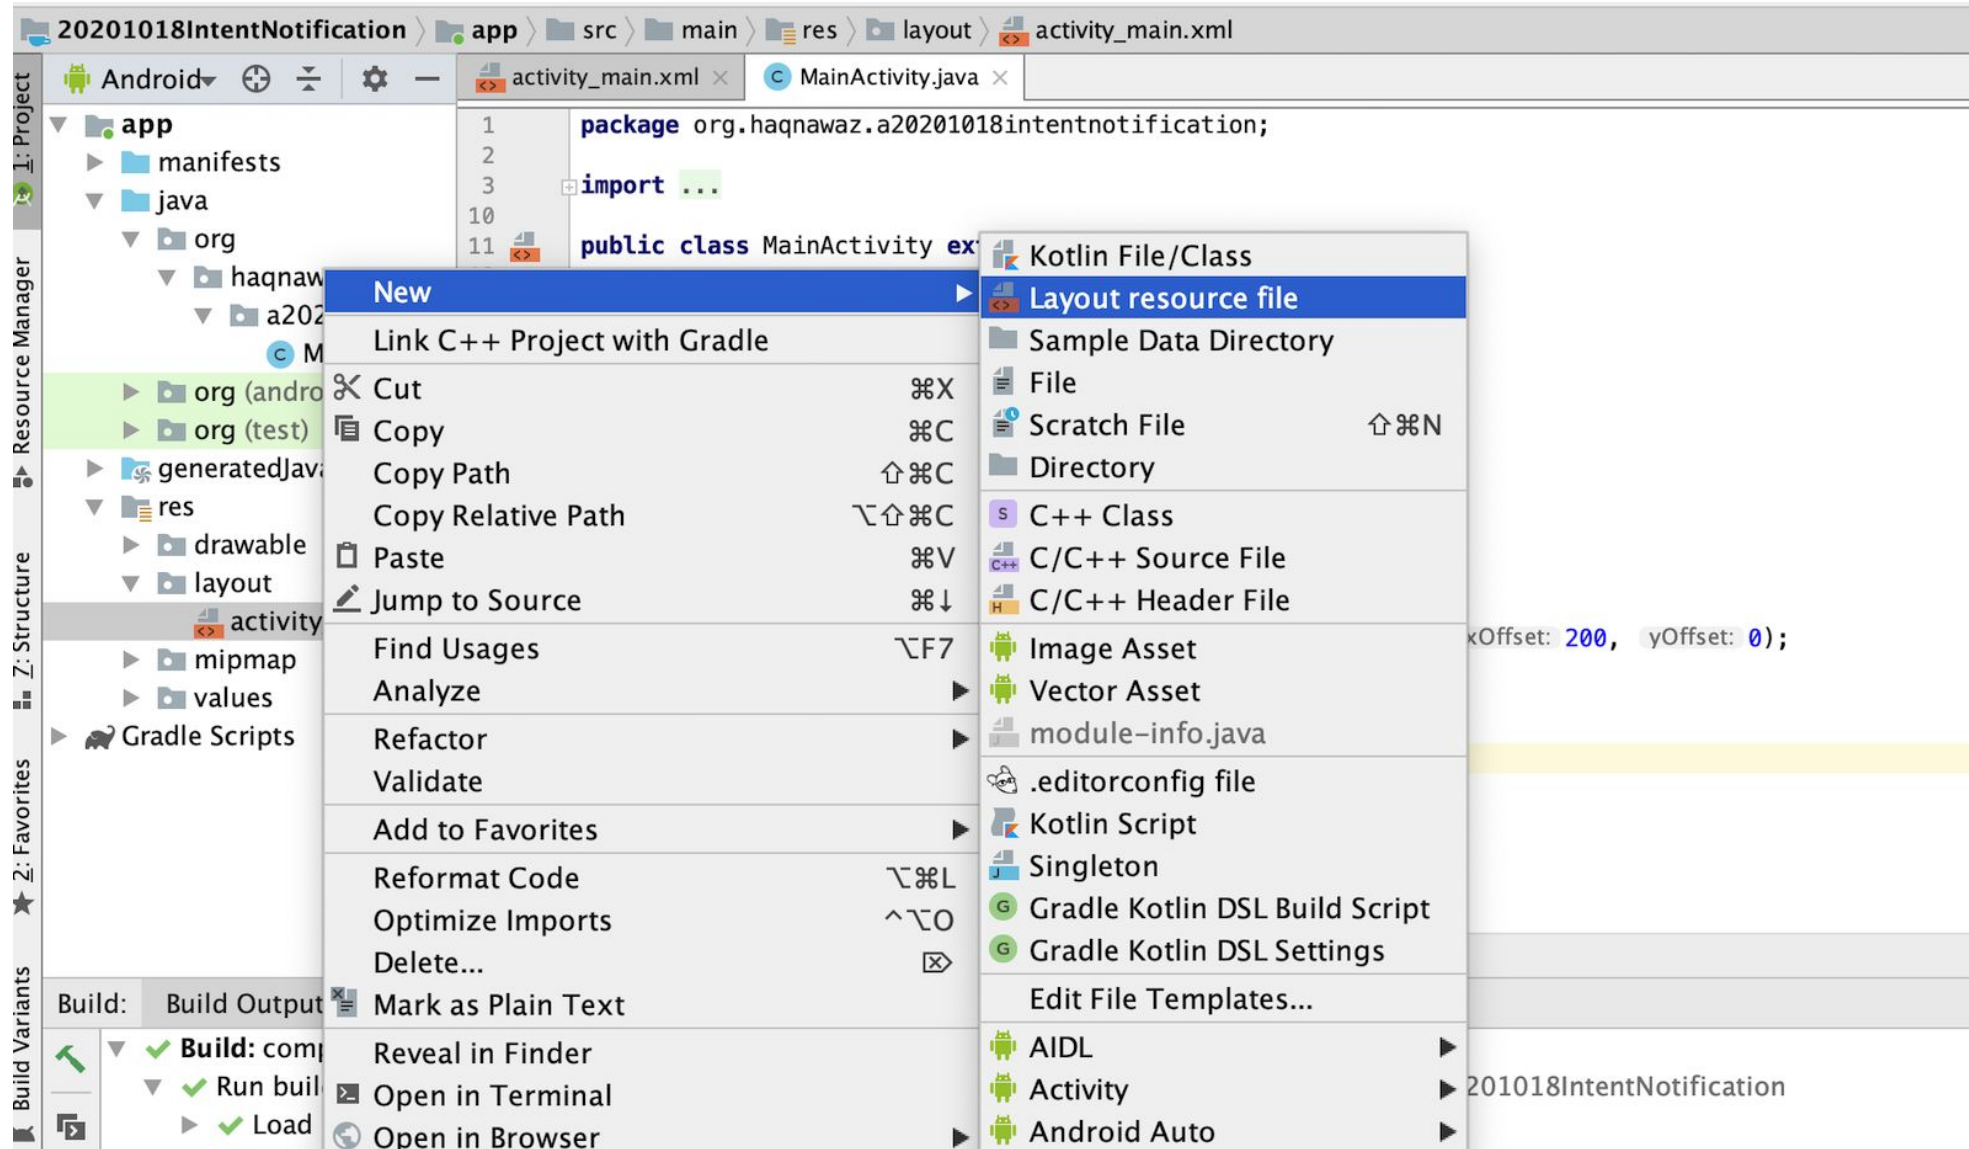 20201018IntentNotification app src main res layout activity_main.xml
Android
activity_main.xml MainActivity.java
1: Project
Resource Manager
Z: Structure
2: Favorites
Build Variants
app
manifests
java
org
haqnaw
a202
M
org (andro
org (test)
generatedJava
res
drawable
layout
activity
mipmap
values
Gradle Scripts
1 package org.haqnawaz.a20201018intentnotification;
2
3 import ...
10
11 public class MainActivity ex
xOffset: 200, yOffset: 0);
New
Link C++ Project with Gradle
Cut ⌘X
Copy ⌘C
Copy Path ⇧⌘C
Copy Relative Path ⌥⇧⌘C
Paste ⌘V
Jump to Source ⌘↓
Find Usages ⌥F7
Analyze
Refactor
Validate
Add to Favorites
Reformat Code ⌥⌘L
Optimize Imports ^⌥O
Delete... ⌦
Mark as Plain Text
Reveal in Finder
Open in Terminal
Open in Browser
Kotlin File/Class
Layout resource file
Sample Data Directory
File
Scratch File ⇧⌘N
Directory
C++ Class
C/C++ Source File
C/C++ Header File
Image Asset
Vector Asset
module-info.java
.editorconfig file
Kotlin Script
Singleton
Gradle Kotlin DSL Build Script
Gradle Kotlin DSL Settings
Edit File Templates...
AIDL
Activity
Android Auto
Build: Build Output
Build: comp
Run buil
Load
201018IntentNotification